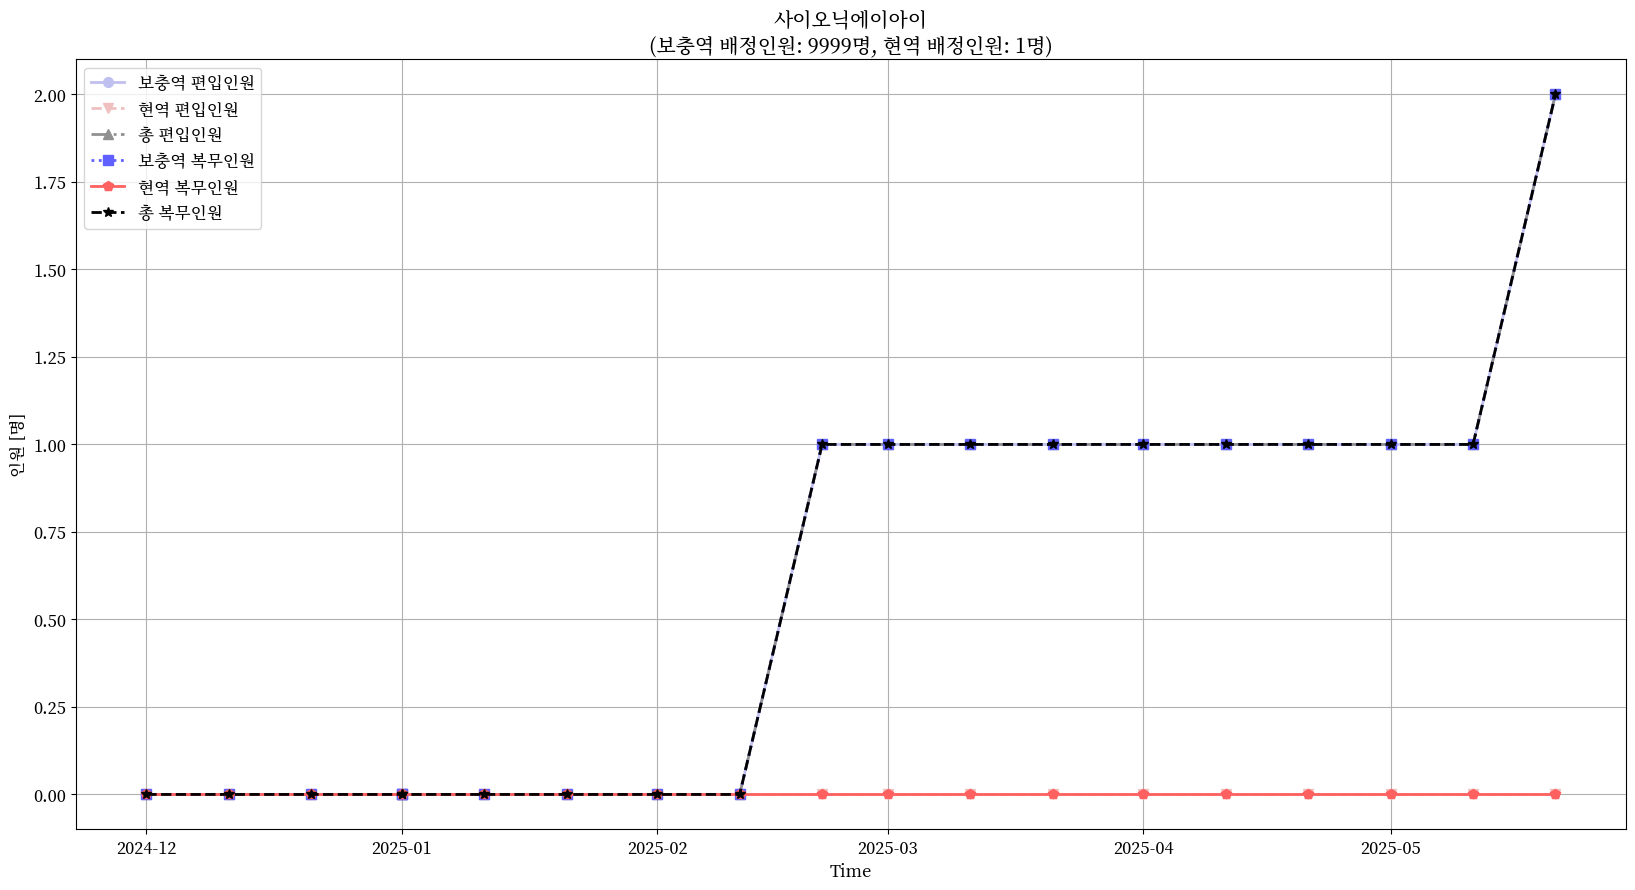 사이오닉에이아이
(보충역 배정인원: 9999명, 현역 배정인원: 1명)
보충역 편입인원
현역 편입인원
총 편입인원
보충역 복무인원
현역 복무인원
총 복무인원
인원 [명]
2.00
1.75
1.50
1.25
1.00
0.75
0.50
0.25
0.00
2024-12
2025-01
2025-02
2025-03
2025-04
2025-05
Time